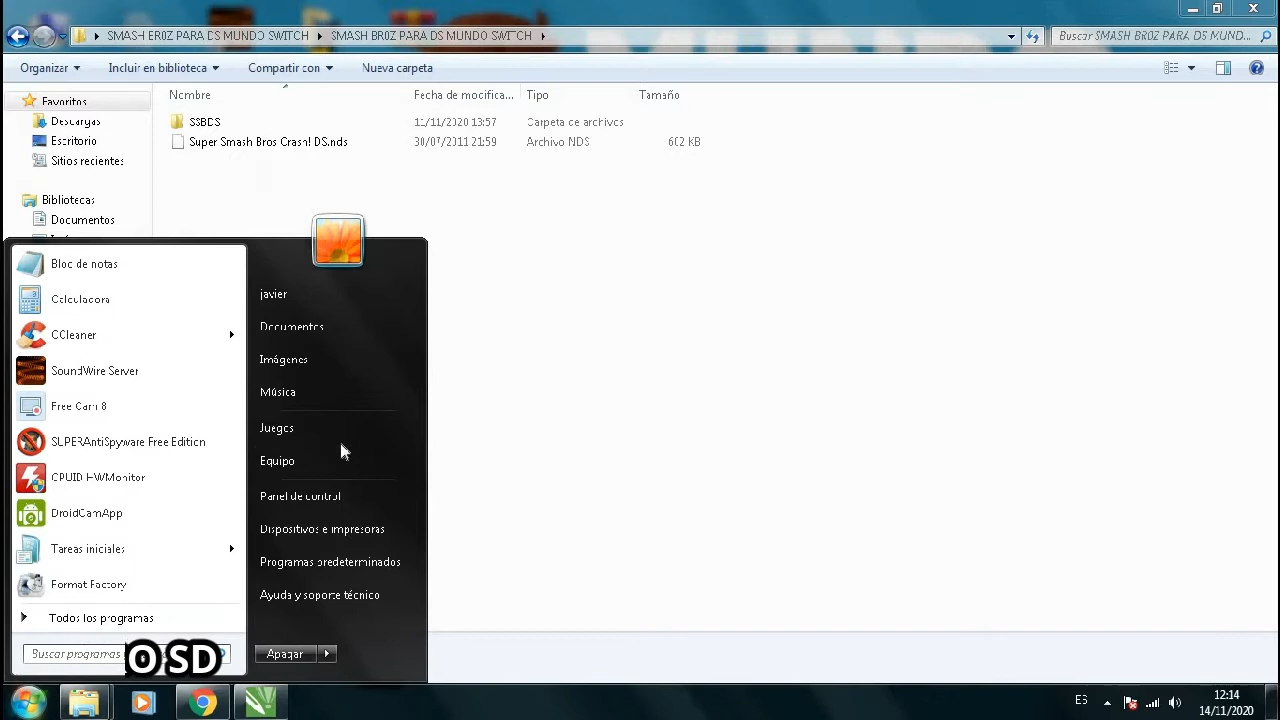 SMASH BR0Z PARA DS MUNDO SWITCH SMASH BR0Z PARA DS MUNDO SWITCH
Buscar SMASH BR0Z PARA DS MUND...
Organizar Incluir en biblioteca Compartir con Nueva carpeta
Favoritos
Descargas
Escritorio
Sitios recientes
Bibliotecas
Documentos
Nombre Fecha de modifica... Tipo Tamaño
SSBDS 11/11/2020 13:57 Carpeta de archivos
Super Smash Bros Crash! DS.nds 30/07/2011 21:59 Archivo NDS 602 KB
Bloc de notas
Calculadora
CCleaner
SoundWire Server
Free Cam 8
SUPERAntiSpyware Free Edition
CPUID HWMonitor
DroidCamApp
Tareas iniciales
Format Factory
Todos los programas
Buscar programas
O SD
javier
Documentos
Imágenes
Música
Juegos
Equipo
Panel de control
Dispositivos e impresoras
Programas predeterminados
Ayuda y soporte técnico
Apagar
ES
12:14
14/11/2020